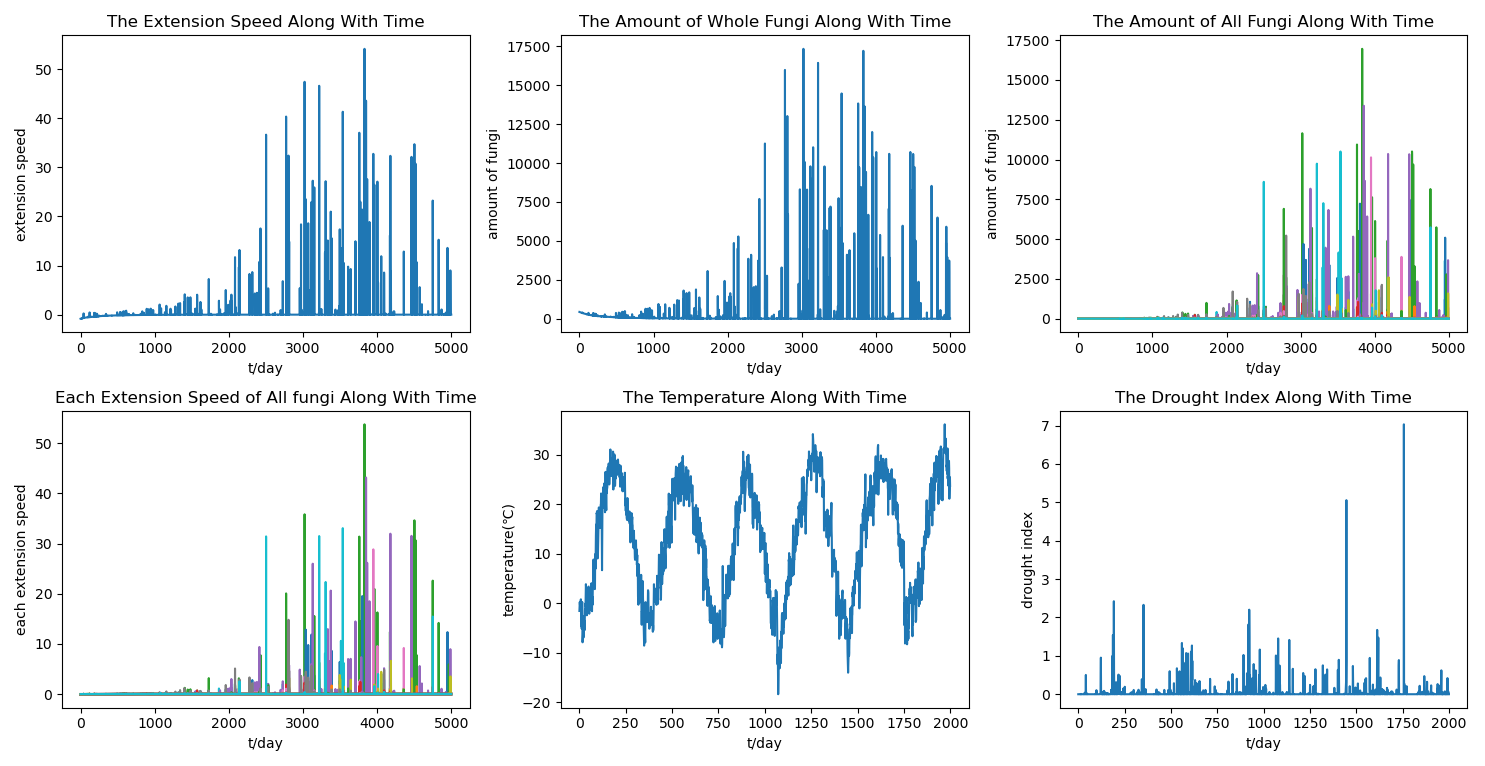 The Extension Speed Along With Time
extension speed
50
40
30
20
10
0
0 1000 2000 3000 4000 5000
t/day
The Amount of Whole Fungi Along With Time
amount of fungi
17500
15000
12500
10000
7500
5000
2500
0
0 1000 2000 3000 4000 5000
t/day
The Amount of All Fungi Along With Time
amount of fungi
17500
15000
12500
10000
7500
5000
2500
0
0 1000 2000 3000 4000 5000
t/day
Each Extension Speed of All fungi Along With Time
each extension speed
50
40
30
20
10
0
0 1000 2000 3000 4000 5000
t/day
The Temperature Along With Time
temperature(℃)
30
20
10
0
−10
−20
0 250 500 750 1000 1250 1500 1750 2000
t/day
The Drought Index Along With Time
drought index
7
6
5
4
3
2
1
0
0 250 500 750 1000 1250 1500 1750 2000
t/day